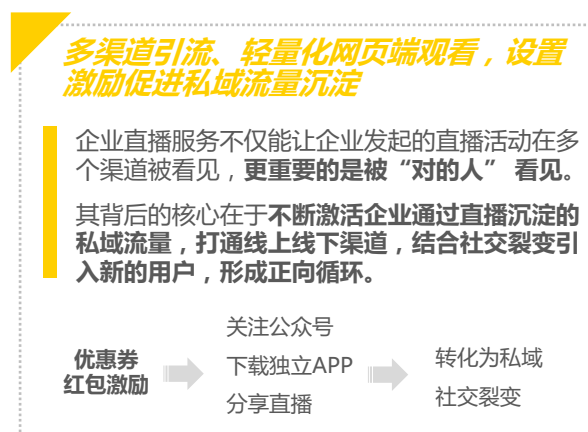 多渠道引流、轻量化网页端观看，设置
激励促进私域流量沉淀
企业直播服务不仅能让企业发起的直播活动在多
个渠道被看见，更重要的是被“对的人” 看见。
其背后的核心在于不断激活企业通过直播沉淀的
私域流量，打通线上线下渠道，结合社交裂变引
入新的用户，形成正向循环。
优惠券
红包激励
关注公众号
下载独立APP
分享直播
转化为私域
社交裂变